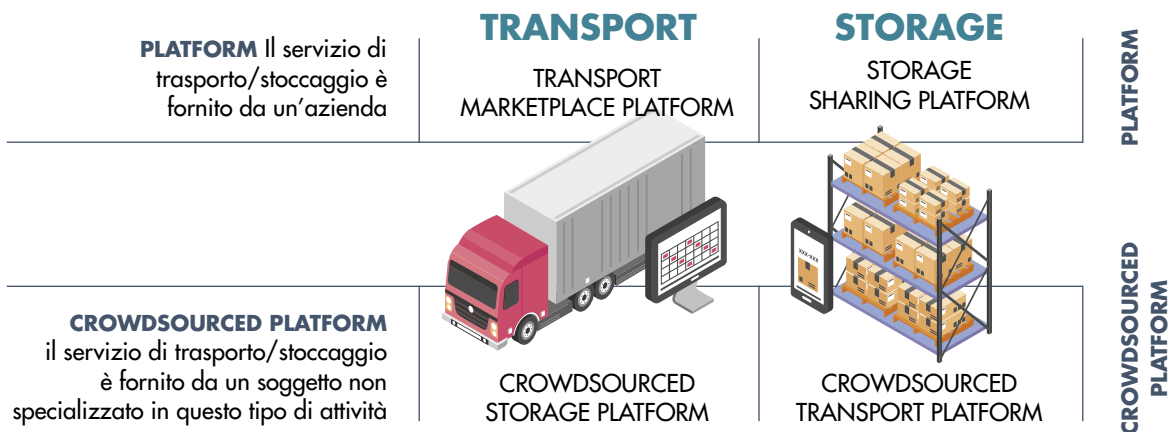 TRANSPORT
STORAGE
PLATFORM Il servizio di
trasporto/stoccaggio è
fornito da un'azienda
TRANSPORT
MARKETPLACE PLATFORM
STORAGE
SHARING PLATFORM
PLATFORM
XXX-XXX
CROWDSOURCED PLATFORM
il servizio di trasporto/stoccaggio
è fornito da un soggetto non
specializzato in questo tipo di attività
CROWDSOURCED
STORAGE PLATFORM
CROWDSOURCED
TRANSPORT PLATFORM
CROWDSOURCED
PLATFORM